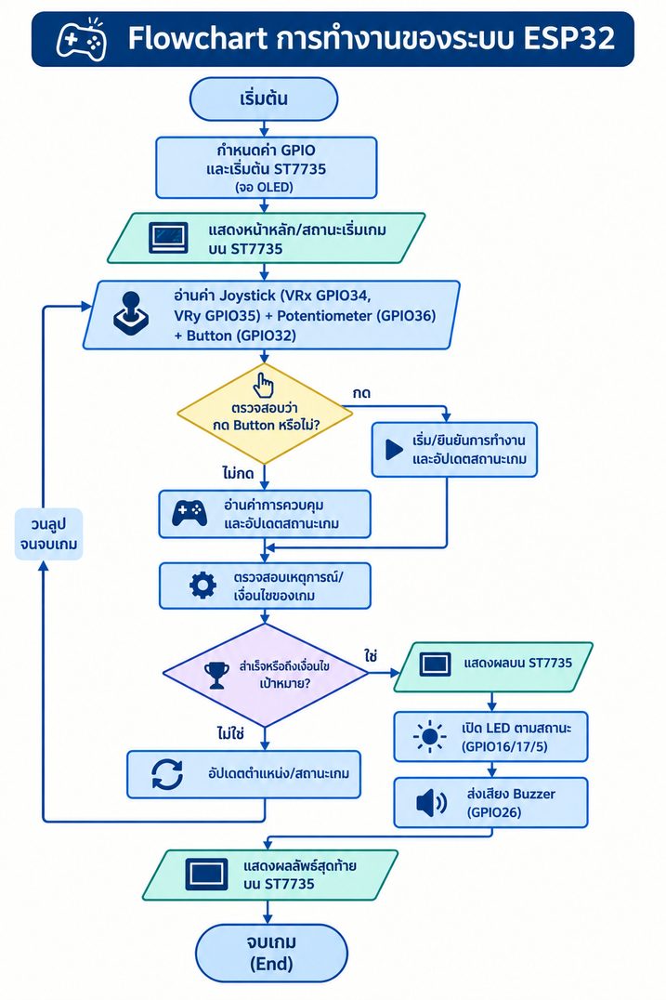 Flowchart การทำงานของระบบ ESP32
เริ่มต้น
กำหนดค่า GPIO
และเริ่มต้น ST7735
(จอ OLED)
แสดงหน้าหลัก/สถานะเริ่มเกม
บน ST7735
อ่านค่า Joystick (VRx GPIO34,
VRy GPIO35) + Potentiometer (GPIO36)
+ Button (GPIO32)
ตรวจสอบว่า
กด Button หรือไม่?
กด
เริ่ม/ยืนยันการทำงาน
และอัปเดตสถานะเกม
ไม่กด
อ่านค่าการควบคุม
และอัปเดตสถานะเกม
วนลูป
จนจบเกม
ตรวจสอบเหตุการณ์/
เงื่อนไขของเกม
สำเร็จหรือถึงเงื่อนไข
เป้าหมาย?
ใช่
แสดงผลบน ST7735
เปิด LED ตามสถานะ
(GPIO16/17/5)
ส่งเสียง Buzzer
(GPIO26)
ไม่ใช่
อัปเดตตำแหน่ง/สถานะเกม
แสดงผลลัพธ์สุดท้าย
บน ST7735
จบเกม
(End)